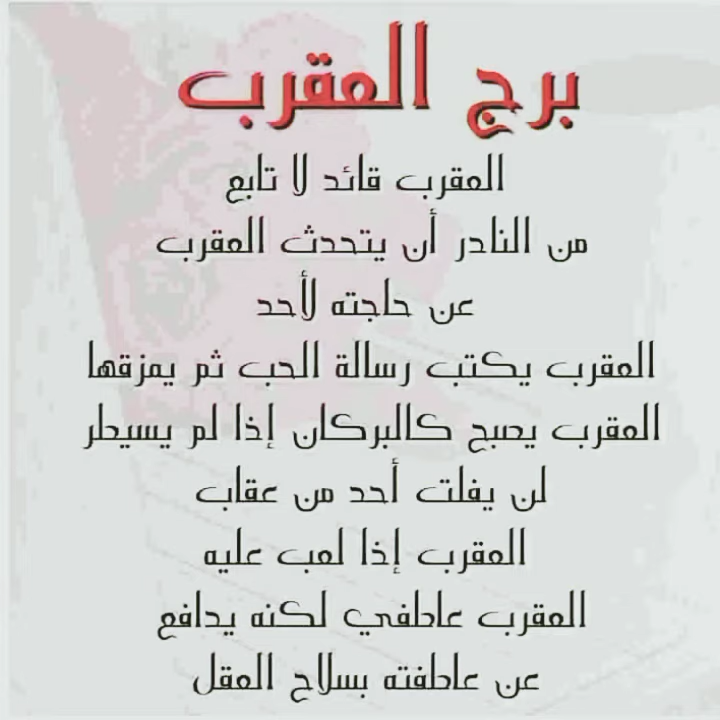 برج العقرب
العقرب قائد لا تابع
من النادر أن يتحدث العقرب
عن حاجته لأحد
العقرب يكتب رسالة الحب ثم يمزقها
العقرب يصبح كالبركان إذا لم يسيطر
لن يفلت أحد من عقاب
العقرب إذا لعب عليه
العقرب عاطفي لكنه يدافع
عن عاطفته بسلاح العقل